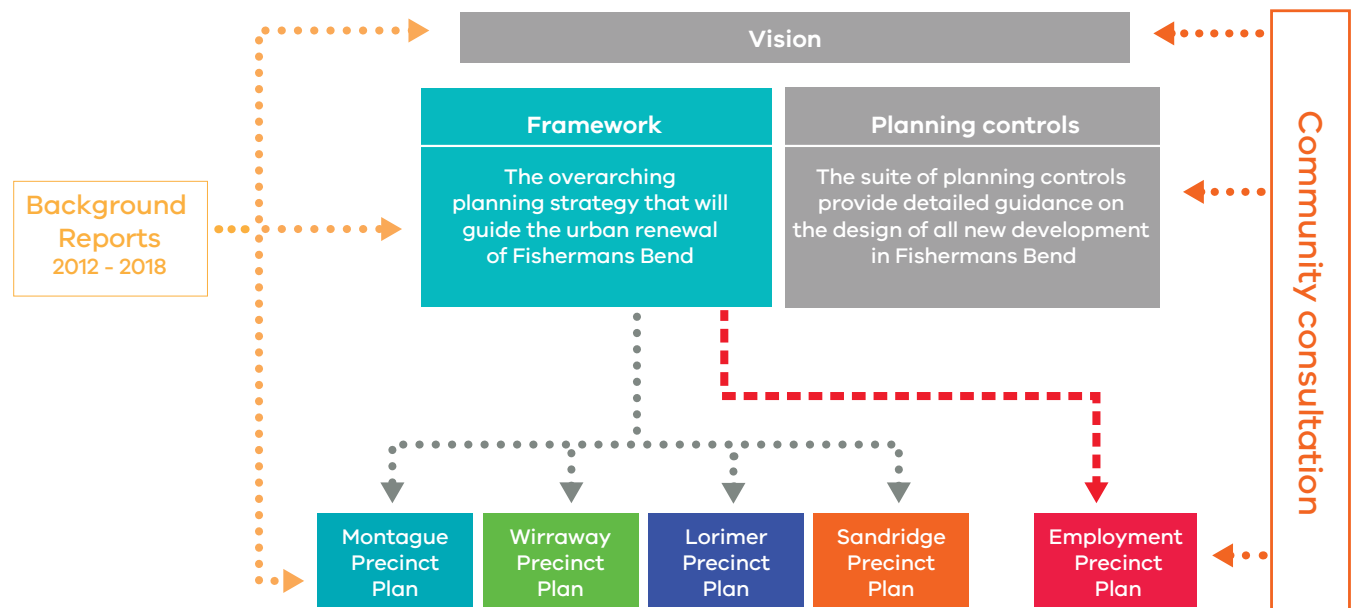 Vision
Framework
The overarching
planning strategy that will
guide the urban renewal
of Fishermans Bend
Planning controls
The suite of planning controls
provide detailed guidance on
the design of all new development
in Fishermans Bend
Background
Reports
2012 - 2018
Community consultation
Montague
Precinct
Plan
Wirraway
Precinct
Plan
Lorimer
Precinct
Plan
Sandridge
Precinct
Plan
Employment
Precinct
Plan